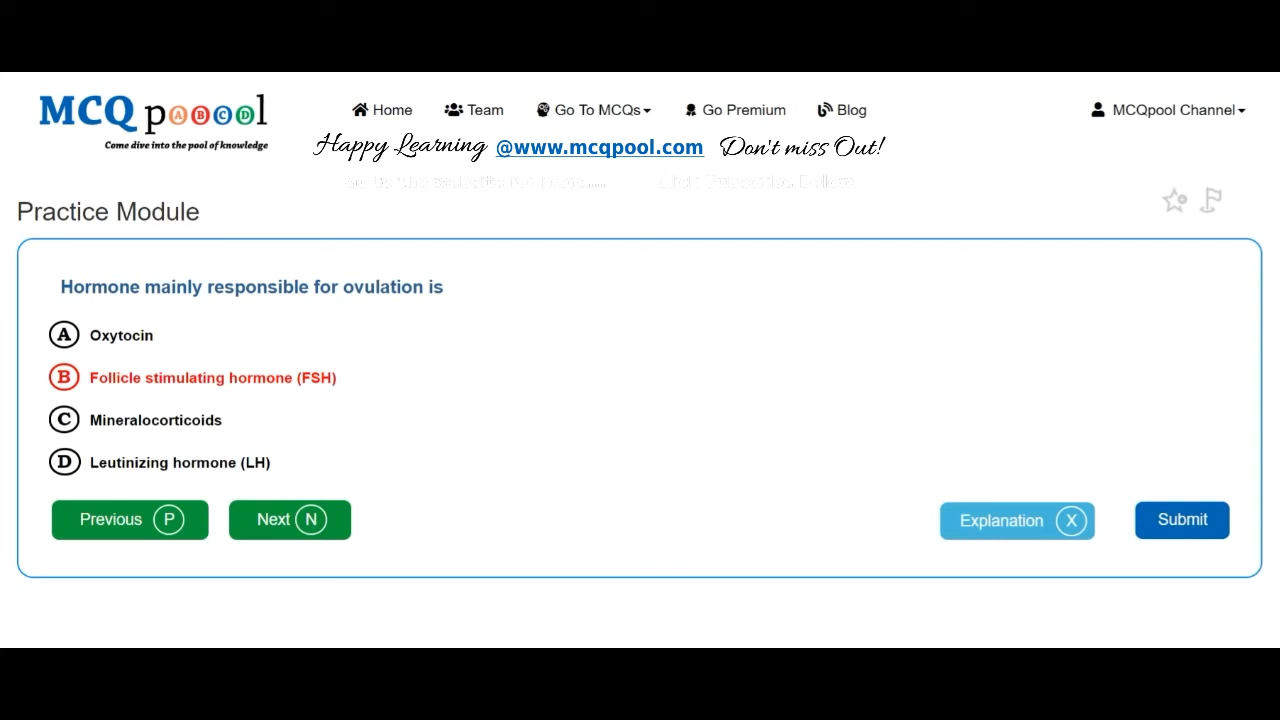 MCQ pooool
Come dive into the pool of knowledge
Home Team Go To MCQs Go Premium Blog MCQpool Channel
Happy Learning @www.mcqpool.com Don't miss Out!
Practice Module
Hormone mainly responsible for ovulation is
A Oxytocin
B Follicle stimulating hormone (FSH)
C Mineralocorticoids
D Leutinizing hormone (LH)
Previous P Next N Explanation X Submit